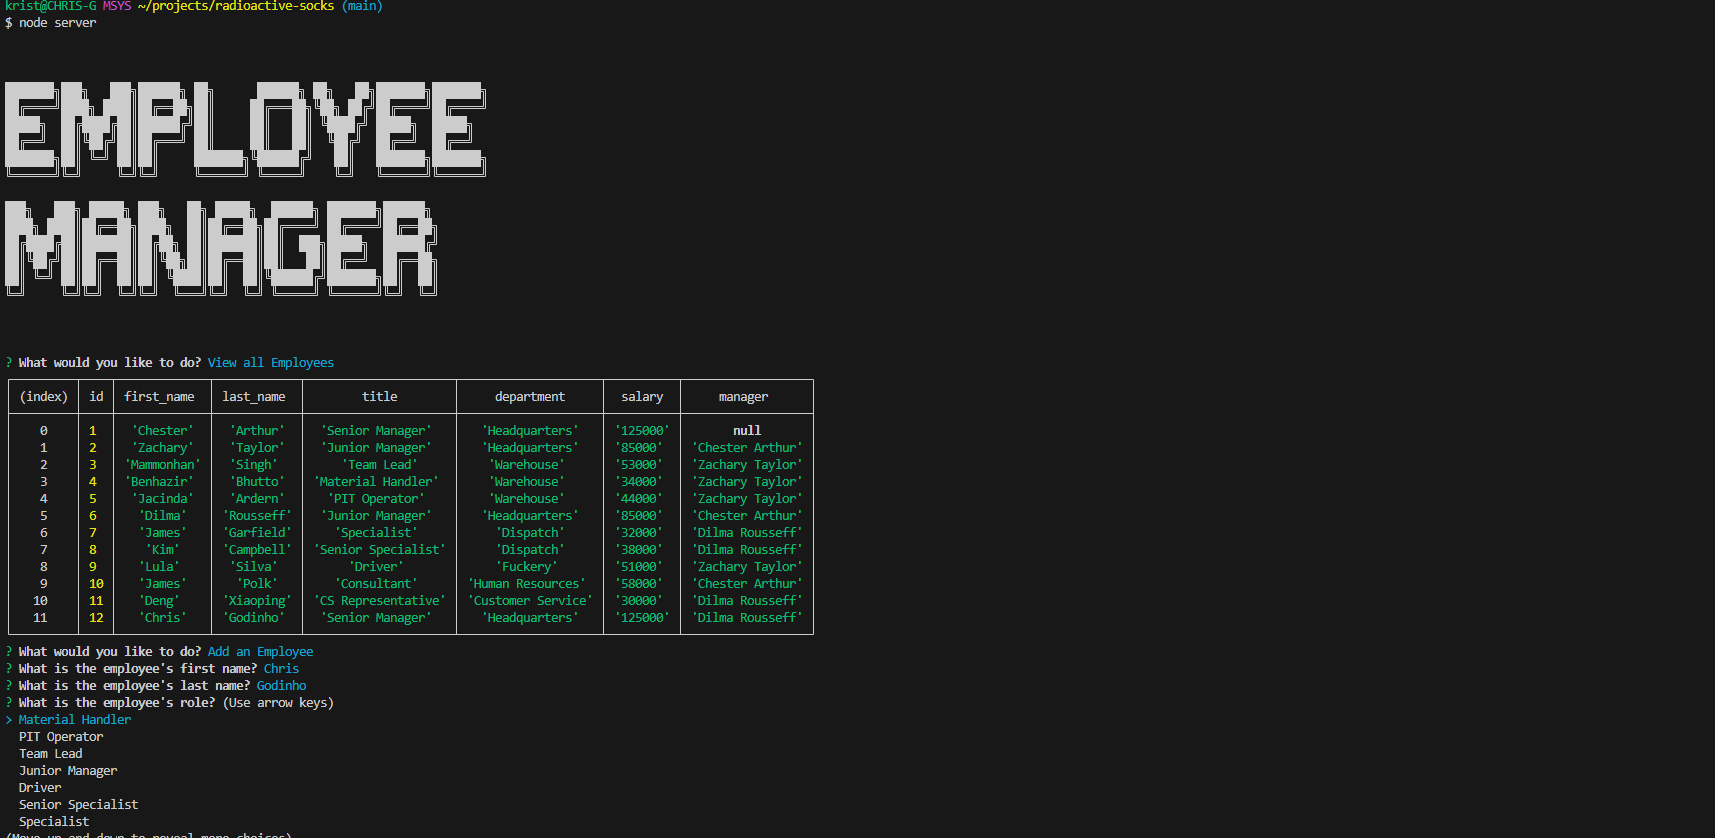 krist@CHRIS-G MSYS ~/projects/radioactive-socks (main)
$ node server
EMPLOYEE
MANAGER
? What would you like to do? View all Employees
(index) id first_name last_name title department salary manager
0 1 'Chester' 'Arthur' 'Senior Manager' 'Headquarters' '125000' null
1 2 'Zachary' 'Taylor' 'Junior Manager' 'Headquarters' '85000' 'Chester Arthur'
2 3 'Mammonhan' 'Singh' 'Team Lead' 'Warehouse' '53000' 'Zachary Taylor'
3 4 'Benhazir' 'Bhutto' 'Material Handler' 'Warehouse' '34000' 'Zachary Taylor'
4 5 'Jacinda' 'Ardern' 'PIT Operator' 'Warehouse' '44000' 'Zachary Taylor'
5 6 'Dilma' 'Rousseff' 'Junior Manager' 'Headquarters' '85000' 'Chester Arthur'
6 7 'James' 'Garfield' 'Specialist' 'Dispatch' '32000' 'Dilma Rousseff'
7 8 'Kim' 'Campbell' 'Senior Specialist' 'Dispatch' '38000' 'Dilma Rousseff'
8 9 'Lula' 'Silva' 'Driver' 'Fuckery' '51000' 'Zachary Taylor'
9 10 'James' 'Polk' 'Consultant' 'Human Resources' '58000' 'Chester Arthur'
10 11 'Deng' 'Xiaoping' 'CS Representative' 'Customer Service' '30000' 'Dilma Rousseff'
11 12 'Chris' 'Godinho' 'Senior Manager' 'Headquarters' '125000' 'Dilma Rousseff'
? What would you like to do? Add an Employee
? What is the employee's first name? Chris
? What is the employee's last name? Godinho
? What is the employee's role? (Use arrow keys)
> Material Handler
PIT Operator
Team Lead
Junior Manager
Driver
Senior Specialist
Specialist
(Move up and down to reveal more choices)